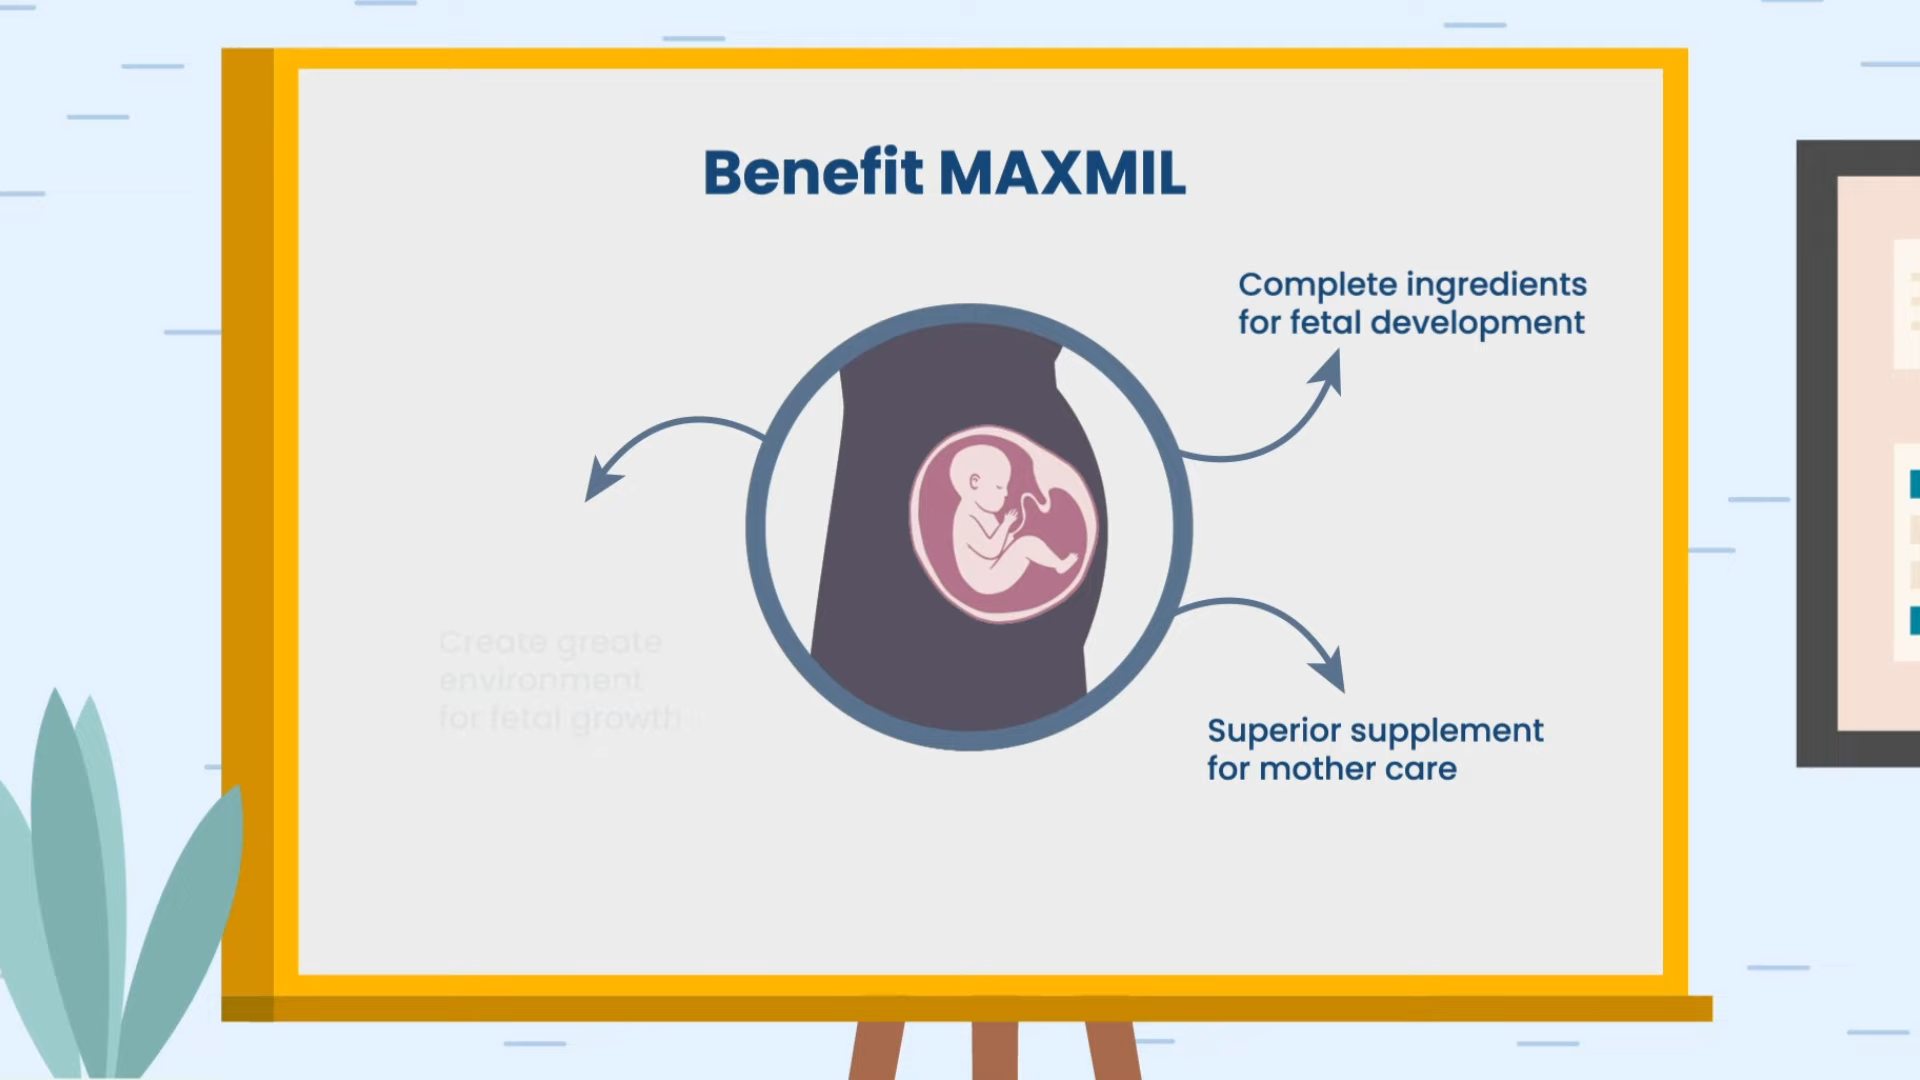 Benefit MAXMIL
Complete ingredients
for fetal development
Create greate
environment
for fetal growth
Superior supplement
for mother care